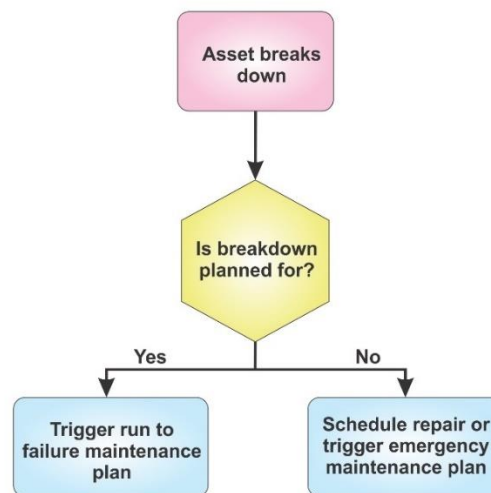 Asset breaks
down
Is breakdown
planned for?
Yes
No
Trigger run to
failure maintenance
plan
Schedule repair or
trigger emergency
maintenance plan